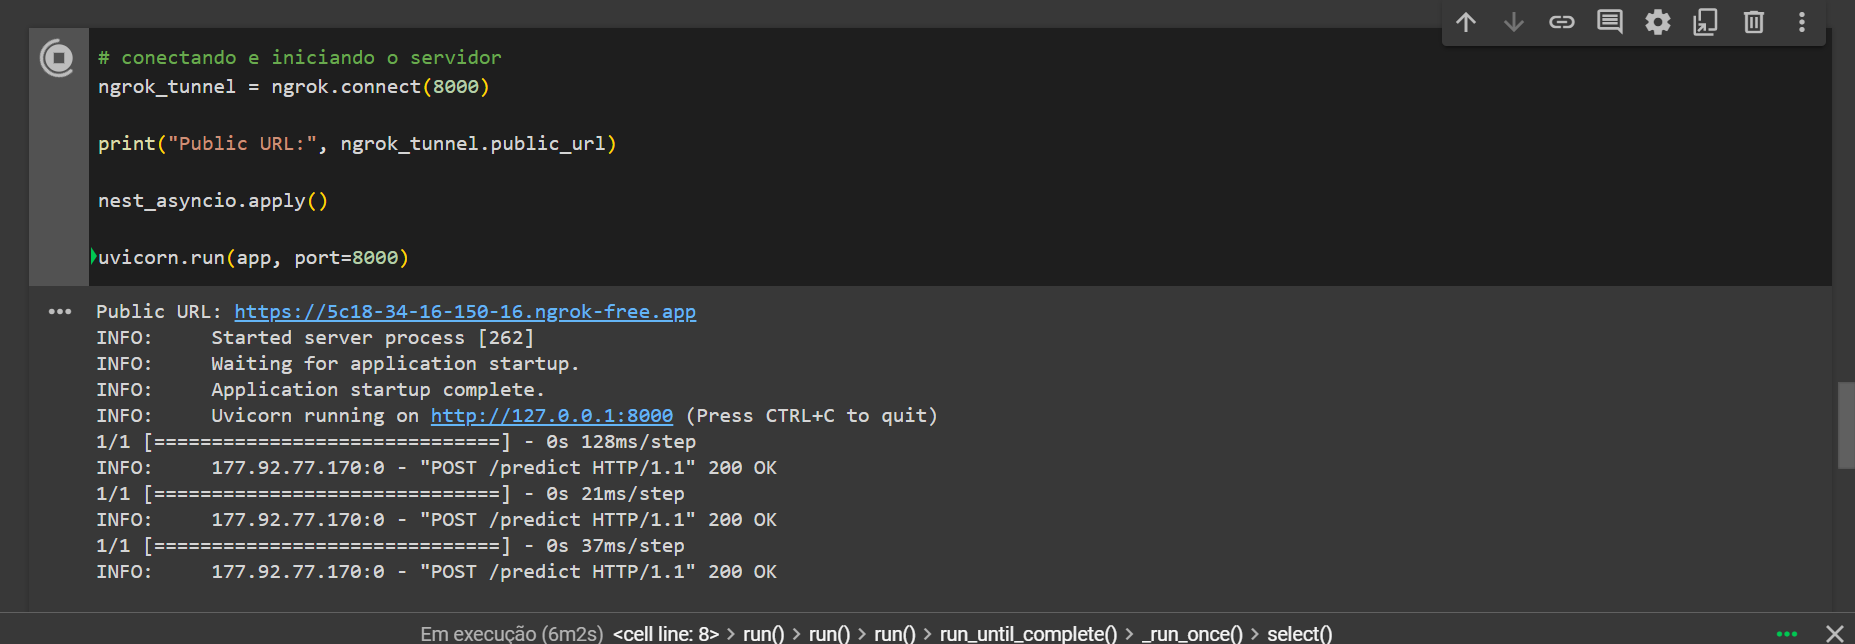 # conectando e iniciando o servidor
ngrok_tunnel = ngrok.connect(8000)
print("Public URL:", ngrok_tunnel.public_url)
nest_asyncio.apply()
uvicorn.run(app, port=8000)
Public URL: https://5c18-34-16-150-16.ngrok-free.app
INFO:     Started server process [262]
INFO:     Waiting for application startup.
INFO:     Application startup complete.
INFO:     Uvicorn running on http://127.0.0.1:8000 (Press CTRL+C to quit)
1/1 [==============================] - 0s 128ms/step
INFO:     177.92.77.170:0 - "POST /predict HTTP/1.1" 200 OK
1/1 [==============================] - 0s 21ms/step
INFO:     177.92.77.170:0 - "POST /predict HTTP/1.1" 200 OK
1/1 [==============================] - 0s 37ms/step
INFO:     177.92.77.170:0 - "POST /predict HTTP/1.1" 200 OK
Em execução (6m2s) <cell line: 8> > run() > run() > run() > run_until_complete() > _run_once() > select()